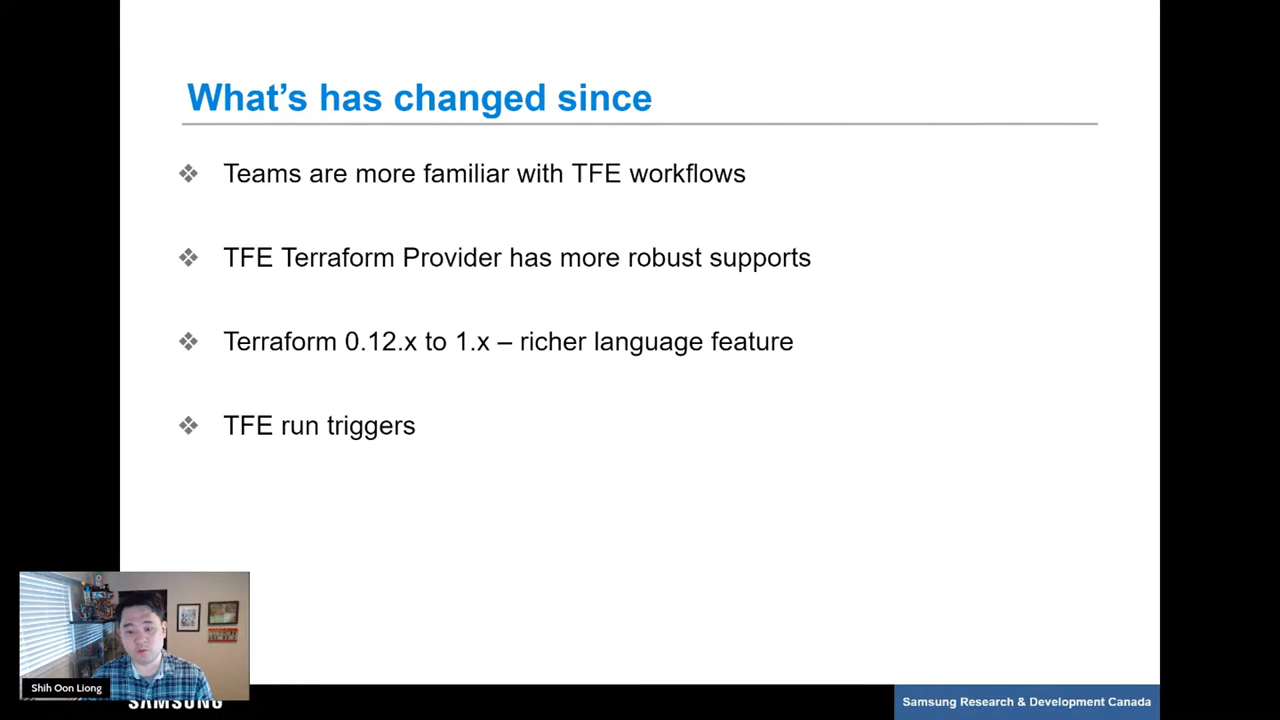 What's has changed since
Teams are more familiar with TFE workflows
TFE Terraform Provider has more robust supports
Terraform 0.12.x to 1.x – richer language feature
TFE run triggers
Shih Oon Liong
SAMSUNG
Samsung Research & Development Canada